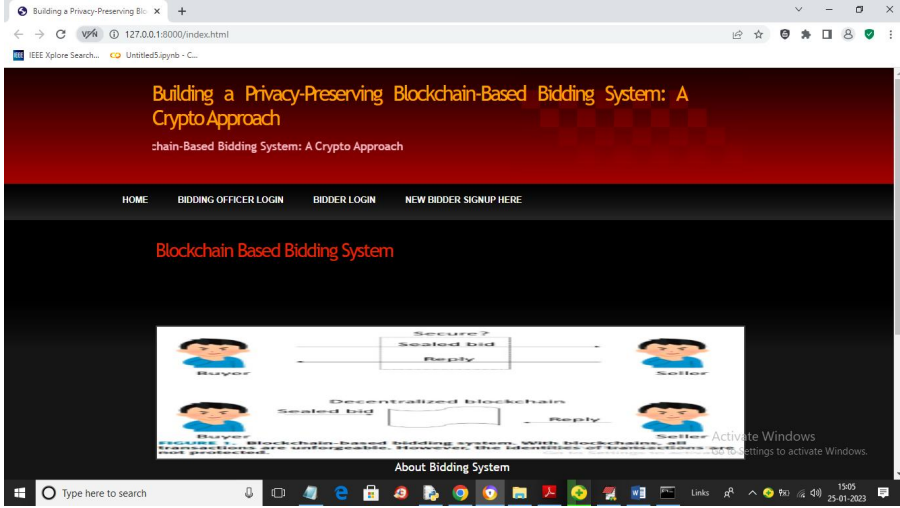 Building a Privacy-Preserving Blo
127.0.0.1:8000/index.html
IEEE Xplore Search... Untitled5.ipynb - C...
Building a Privacy-Preserving Blockchain-Based Bidding System: A
Crypto Approach
chain-Based Bidding System: A Crypto Approach
HOME BIDDING OFFICER LOGIN BIDDER LOGIN NEW BIDDER SIGNUP HERE
Blockchain Based Bidding System
Secure?
Sealed bid
Reply
Buyer Seller
Decentralized blockchain
Sealed bid
Reply
Buyer Seller
FIGURE 1. Blockchain-based bidding system. With blockchains, all
transactions are unforgeable. However, the identities of transactions are
not protected.
Activate Windows
Go to Settings to activate Windows.
About Bidding System
Type here to search
Links
15:05
25-01-2023